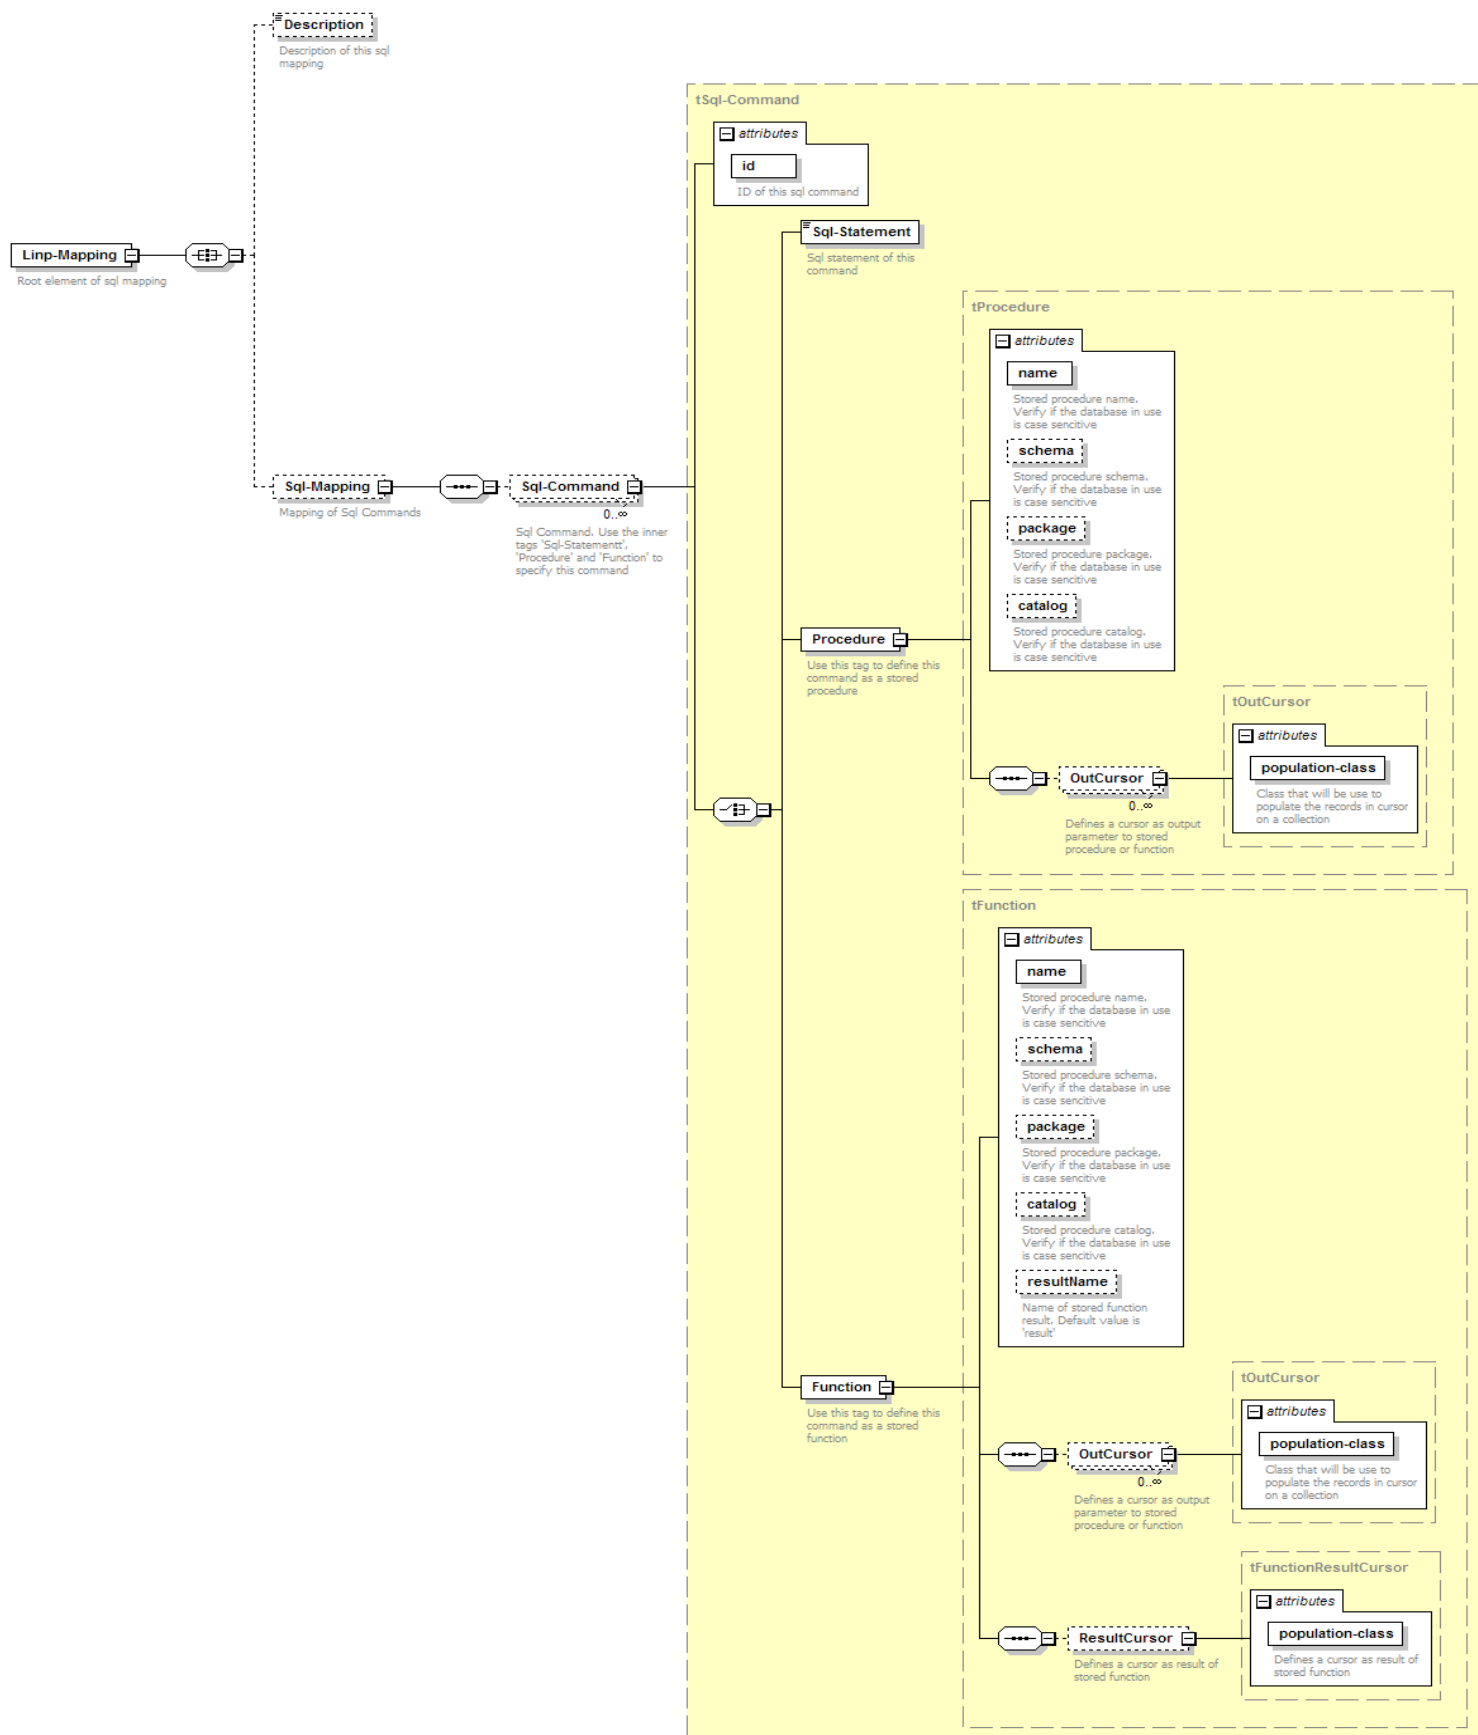 Description
Description of this sql
mapping
tSql-Command
attributes
id
ID of this sql command
Sql-Statement
Sql statement of this
command
Linp-Mapping
Root element of sql mapping
tProcedure
attributes
name
Stored procedure name.
Verify if the database in use
is case sencitive
schema
Stored procedure schema.
Verify if the database in use
is case sencitive
package
Stored procedure package.
Verify if the database in use
is case sencitive
catalog
Stored procedure catalog.
Verify if the database in use
is case sencitive
Sql-Mapping
Mapping of Sql Commands
Sql-Command
0..∞
Sql Command. Use the inner
tags 'Sql-Statementt',
'Procedure' and 'Function' to
specify this command
Procedure
Use this tag to define this
command as a stored
procedure
tOutCursor
attributes
population-class
Class that will be use to
populate the records in cursor
on a collection
OutCursor
0..∞
Defines a cursor as output
parameter to stored
procedure or function
tFunction
attributes
name
Stored procedure name.
Verify if the database in use
is case sencitive
schema
Stored procedure schema.
Verify if the database in use
is case sencitive
package
Stored procedure package.
Verify if the database in use
is case sencitive
catalog
Stored procedure catalog.
Verify if the database in use
is case sencitive
resultName
Name of stored function
result. Default value is
'result'
Function
Use this tag to define this
command as a stored
function
tOutCursor
attributes
population-class
Class that will be use to
populate the records in cursor
on a collection
OutCursor
0..∞
Defines a cursor as output
parameter to stored
procedure or function
tFunctionResultCursor
attributes
population-class
Defines a cursor as result of
stored function
ResultCursor
Defines a cursor as result of
stored function